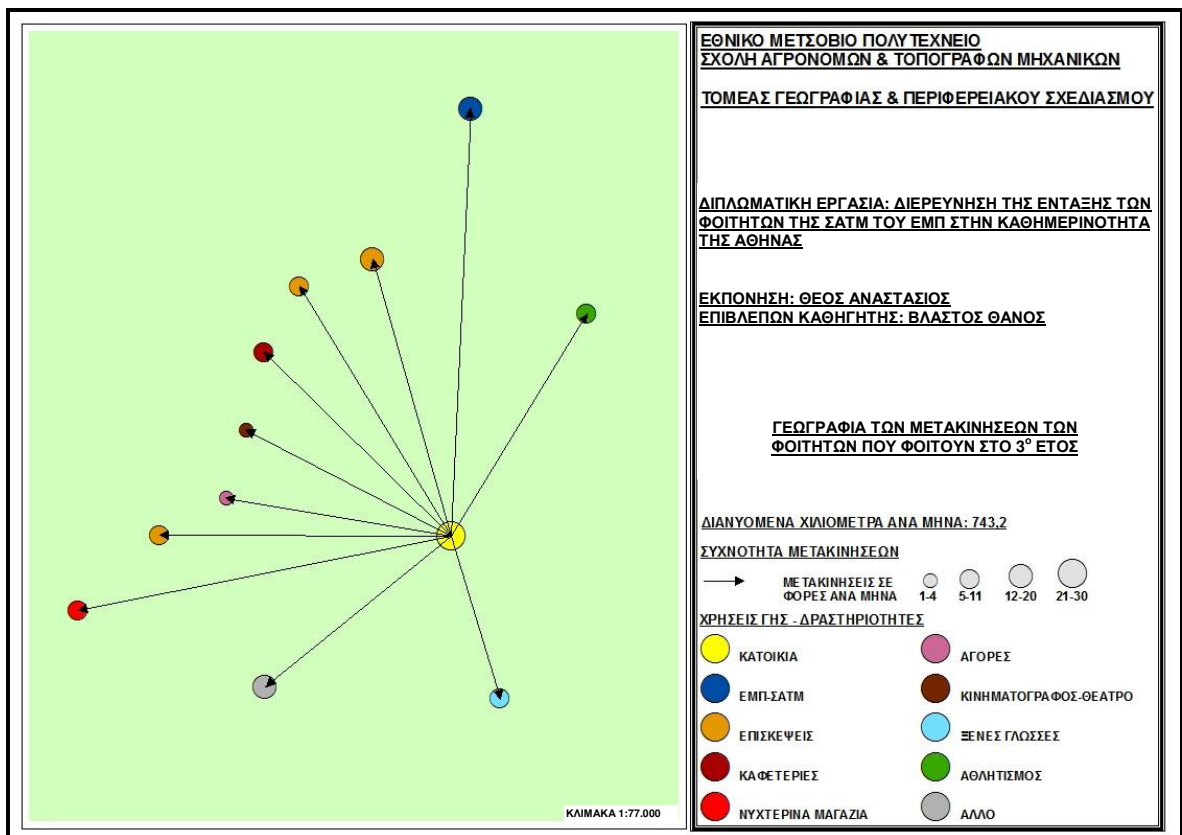 ΕΘΝΙΚΟ ΜΕΤΣΟΒΙΟ ΠΟΛΥΤΕΧΝΕΙΟ
ΣΧΟΛΗ ΑΓΡΟΝΟΜΩΝ & ΤΟΠΟΓΡΑΦΩΝ ΜΗΧΑΝΙΚΩΝ
ΤΟΜΕΑΣ ΓΕΩΓΡΑΦΙΑΣ & ΠΕΡΙΦΕΡΕΙΑΚΟΥ ΣΧΕΔΙΑΣΜΟΥ
ΔΙΠΛΩΜΑΤΙΚΗ ΕΡΓΑΣΙΑ: ΔΙΕΡΕΥΝΗΣΗ ΤΗΣ ΕΝΤΑΞΗΣ ΤΩΝ
ΦΟΙΤΗΤΩΝ ΤΗΣ ΣΑΤΜ ΤΟΥ ΕΜΠ ΣΤΗΝ ΚΑΘΗΜΕΡΙΝΟΤΗΤΑ
ΤΗΣ ΑΘΗΝΑΣ
ΕΚΠΟΝΗΣΗ: ΘΕΟΣ ΑΝΑΣΤΑΣΙΟΣ
ΕΠΙΒΛΕΠΩΝ ΚΑΘΗΓΗΤΗΣ: ΒΛΑΣΤΟΣ ΘΑΝΟΣ
ΓΕΩΓΡΑΦΙΑ ΤΩΝ ΜΕΤΑΚΙΝΗΣΕΩΝ ΤΩΝ
ΦΟΙΤΗΤΩΝ ΠΟΥ ΦΟΙΤΟΥΝ ΣΤΟ 3ο ΕΤΟΣ
ΔΙΑΝΥΟΜΕΝΑ ΧΙΛΙΟΜΕΤΡΑ ΑΝΑ ΜΗΝΑ: 743,2
ΣΥΧΝΟΤΗΤΑ ΜΕΤΑΚΙΝΗΣΕΩΝ
ΜΕΤΑΚΙΝΗΣΕΙΣ ΣΕ
ΦΟΡΕΣ ΑΝΑ ΜΗΝΑ 1-4 5-11 12-20 21-30
ΧΡΗΣΕΙΣ ΓΗΣ - ΔΡΑΣΤΗΡΙΟΤΗΤΕΣ
ΚΑΤΟΙΚΙΑ ΑΓΟΡΕΣ
ΕΜΠ-ΣΑΤΜ ΚΙΝΗΜΑΤΟΓΡΑΦΟΣ-ΘΕΑΤΡΟ
ΕΠΙΣΚΕΨΕΙΣ ΞΕΝΕΣ ΓΛΩΣΣΕΣ
ΚΑΦΕΤΕΡΙΕΣ ΑΘΛΗΤΙΣΜΟΣ
ΝΥΧΤΕΡΙΝΑ ΜΑΓΑΖΙΑ ΑΛΛΟ
ΚΛΙΜΑΚΑ 1:77.000